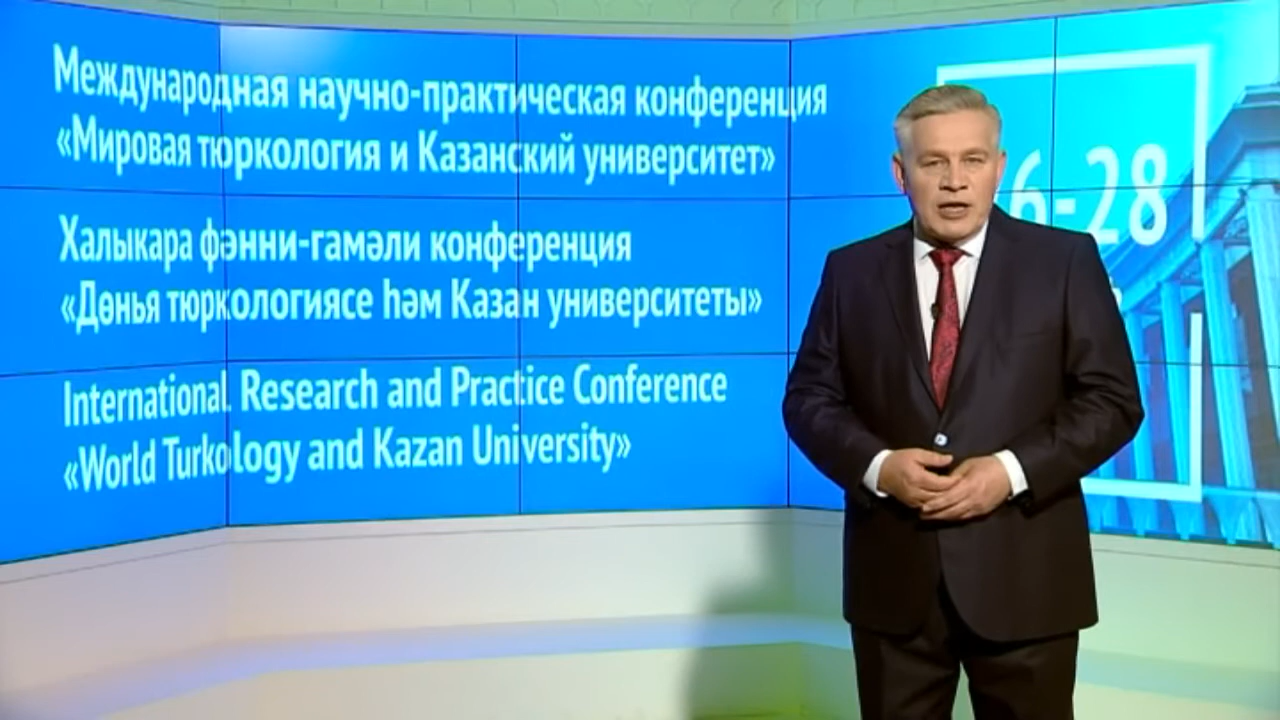 Международная научно-практическая конференция
«Мировая тюркология и Казанский университет»
Халыкара фәнни-гамәли конференция
«Дөнья тюркологиясе һәм Казан университеты»
International Research and Practice Conference
«World Turkology and Kazan University»
6-28